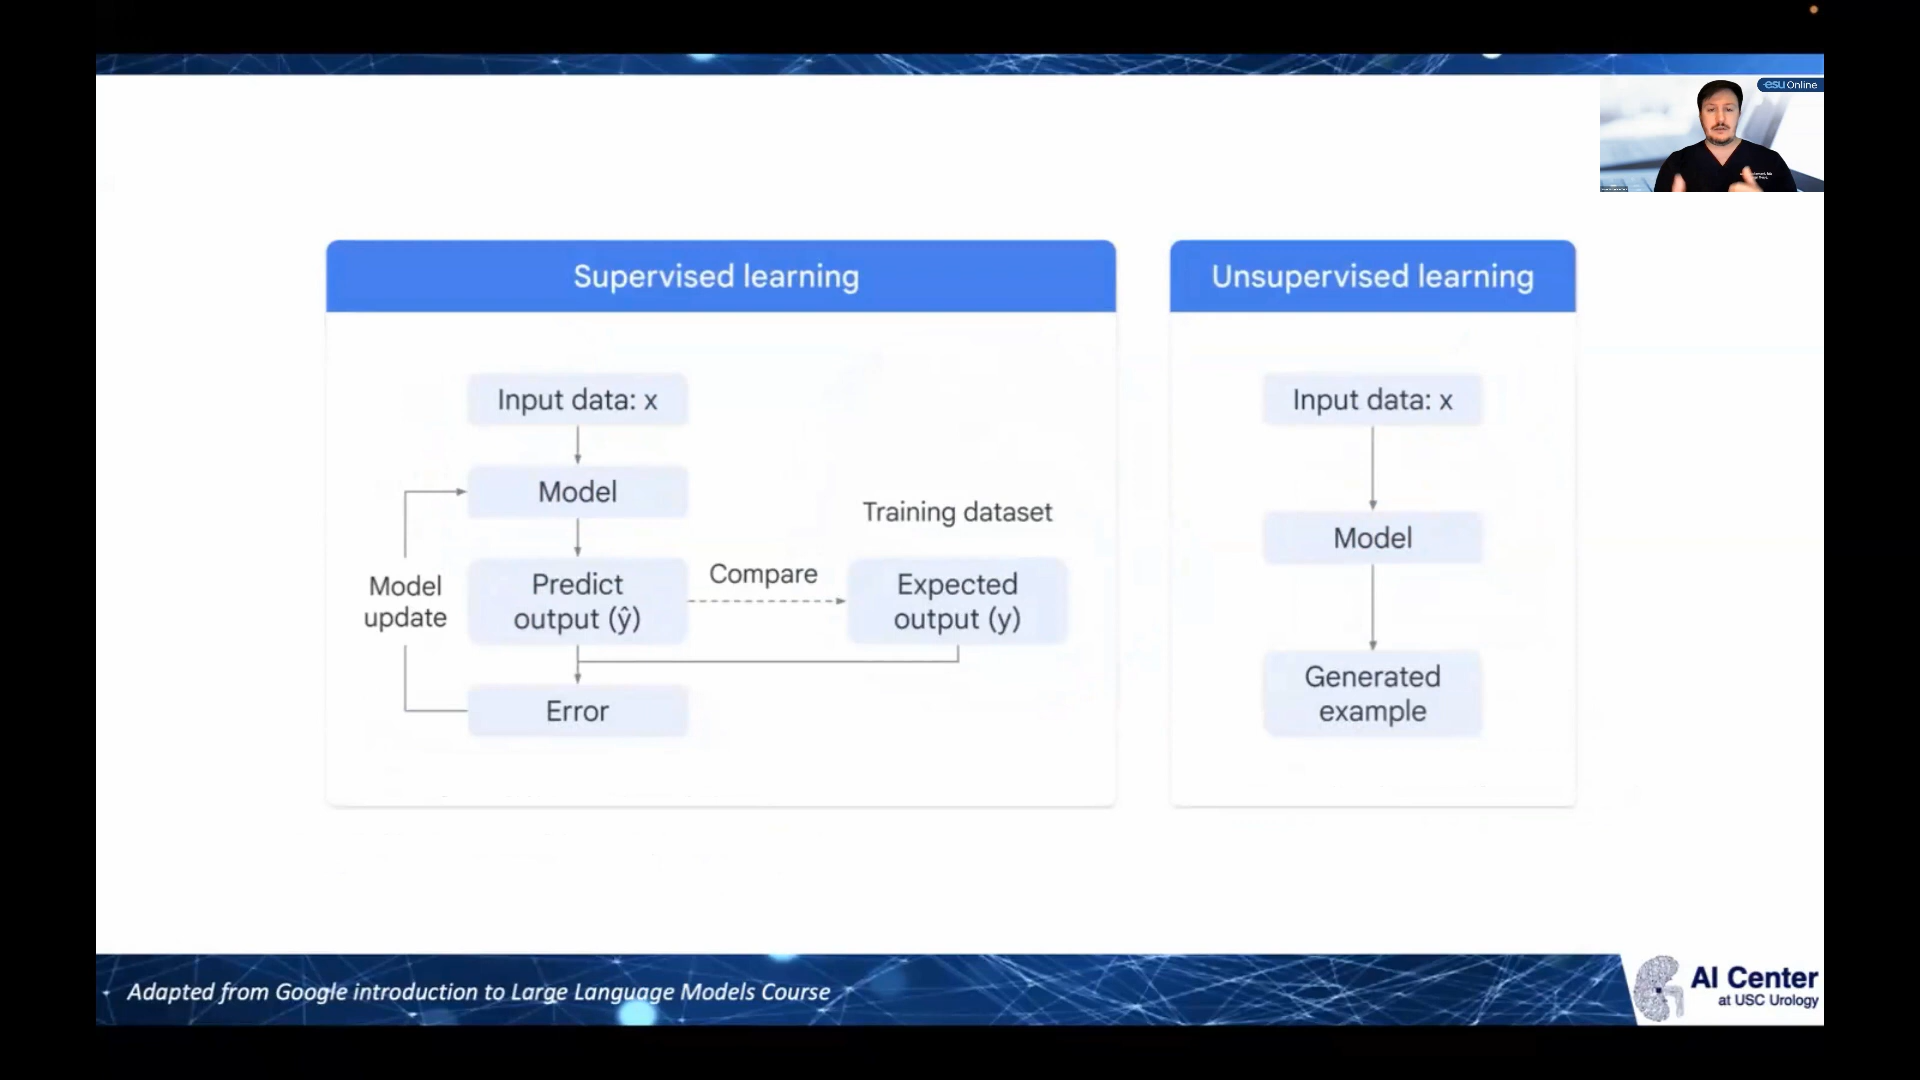 esu Online
Supervised learning
Input data: x
Model
Training dataset
Compare
Predict
output (ŷ)
Expected
output (y)
Model
update
Error
Unsupervised learning
Input data: x
Model
Generated
example
Adapted from Google introduction to Large Language Models Course
AI Center
at USC Urology